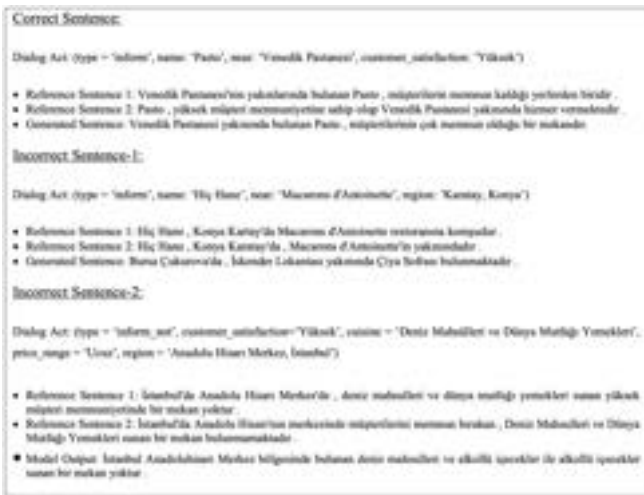 Correct Sentence:
Dialog Act: (type = 'inform', name: 'Pasto', near: 'Venedik Pastanesi', customer_satisfaction: 'Yüksek')
• Reference Sentence 1: Venedik Pastanesi'nin yakınlarında bulunan Pasto , müşterilerin memnun kaldığı yerlerden biridir .
• Reference Sentence 2: Pasto , yüksek müşteri memnuniyetine sahip olup Venedik Pastanesi yakınında hizmet vermektedir .
• Generated Sentence: Venedik Pastanesi yakınında bulunan Pasto , müşterilerinin çok memnun olduğu bir mekandır.
Incorrect Sentence-1:
Dialog Act: (type = 'inform', name: 'Hiç Hane', near: 'Macarons d'Antoinette', region: 'Karatay, Konya')
• Reference Sentence 1: Hiç Hane , Konya Kartay'da Macarons d'Antoinette restoranına komşudur .
• Reference Sentence 2: Hiç Hane , Konya Karatay'da , Macarons d'Antoinette'in yakınındadır .
• Generated Sentence: Bursa Çukurova'da , İskender Lokantası yakınında Çiya Sofrası bulunmaktadır .
Incorrect Sentence-2:
Dialog Act: (type = 'inform_not', customer_satisfaction='Yüksek', cuisine = 'Deniz Mahsülleri ve Dünya Mutfağı Yemekleri',
price_range = 'Ucuz', region = 'Anadolu Hisarı Merkez, İstanbul')
• Reference Sentence 1: İstanbul'da Anadolu Hisarı Merkez'de , deniz mahsulleri ve dünya mutfağı yemekleri sunan yüksek
müşteri memnuniyetinde bir mekan yoktur .
• Reference Sentence 2: İstanbul'da Anadolu Hisarı'nın merkezinde müşterilerini memnun bırakan , Deniz Mahsulleri ve Dünya
Mutfağı Yemekleri sunan bir mekan bulunmamaktadır .
• Model Output: İstanbul Anadoluhisarı Merkez bölgesinde bulunan deniz mahsulleri ve alkollü içecekler ile alkollü içecekler
sunan bir mekan yoktur .